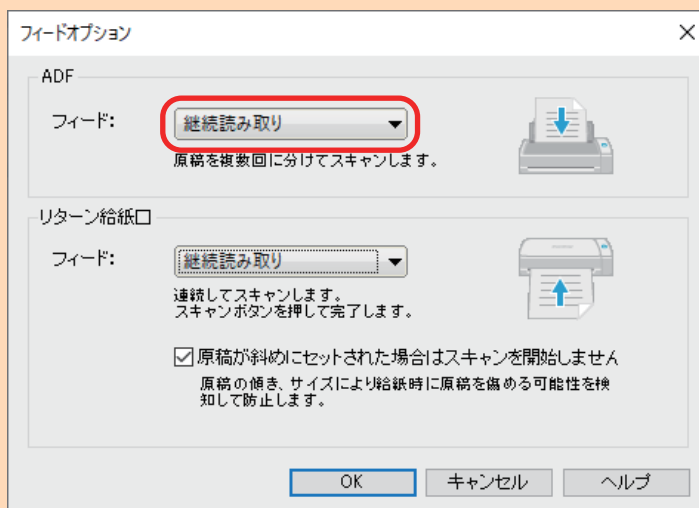 フィードオプション
ADF
フィード:
継続読み取り
原稿を複数回に分けてスキャンします。
リターン給紙口
フィード:
継続読み取り
連続してスキャンします。
スキャンボタンを押して完了します。
原稿が斜めにセットされた場合はスキャンを開始しません
原稿の傾き、サイズにより給紙時に原稿を傷める可能性を検
知して防止します。
OK
キャンセル
ヘルプ